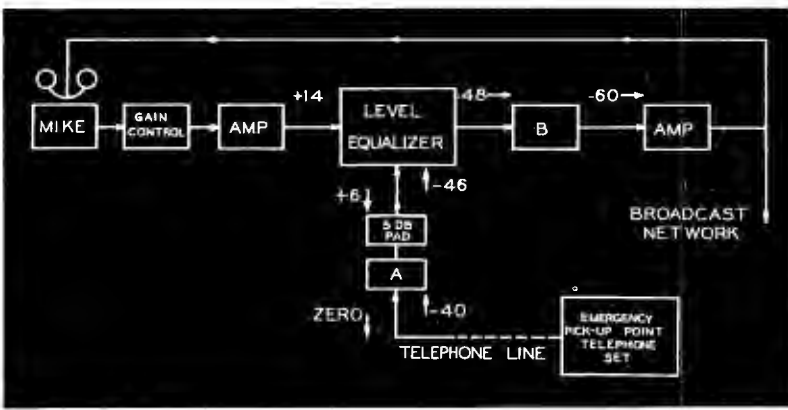 MIKE
GAIN
CONTROL
AMP
+14
LEVEL
EQUALIZER
-48
B
-60
AMP
+6
-46
5 DB
PAD
A
ZERO
-40
TELEPHONE LINE
EMERGENCY
PICK-UP POINT
TELEPHONE
SET
BROADCAST
NETWORK